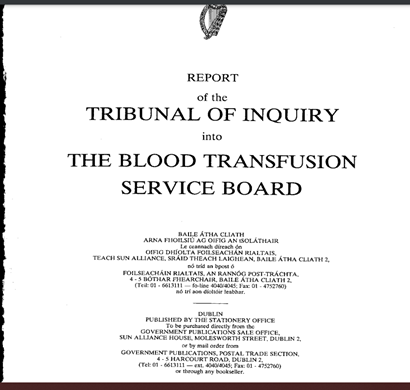 REPORT
of the
TRIBUNAL OF INQUIRY
into
THE BLOOD TRANSFUSION
SERVICE BOARD
BAILE ÁTHA CLIATH
ARNA FHOILSIÚ AG OIFIG AN tSOLÁTHAIR
Le ceannach díreach ón
OIFIG DHÍOLTA FOILSEACHÁN RIALTAIS,
TEACH SUN ALLIANCE, SRÁID THEACH LAIGHEAN, BAILE ÁTHA CLIATH 2,
nó tríd an bpost ó
FOILSEACHÁIN RIALTAIS, AN RANNÓG POST-TRÁCHTA,
4 - 5 BÓTHAR FHEARCHAIR, BAILE ÁTHA CLIATH 2,
(Teil: 01 - 6613111 — fo-líne 4040/4045; Fax: 01 - 4752760)
nó trí aon díoltóir leabhar.
DUBLIN
PUBLISHED BY THE STATIONERY OFFICE
To be purchased directly from the
GOVERNMENT PUBLICATIONS SALE OFFICE,
SUN ALLIANCE HOUSE, MOLESWORTH STREET, DUBLIN 2,
or by mail order from
GOVERNMENT PUBLICATIONS, POSTAL TRADE SECTION,
4 - 5 HARCOURT ROAD, DUBLIN 2,
(Tel: 01 - 6613111 — ext. 4040/4045; Fax: 01 - 4752760)
or through any bookseller.